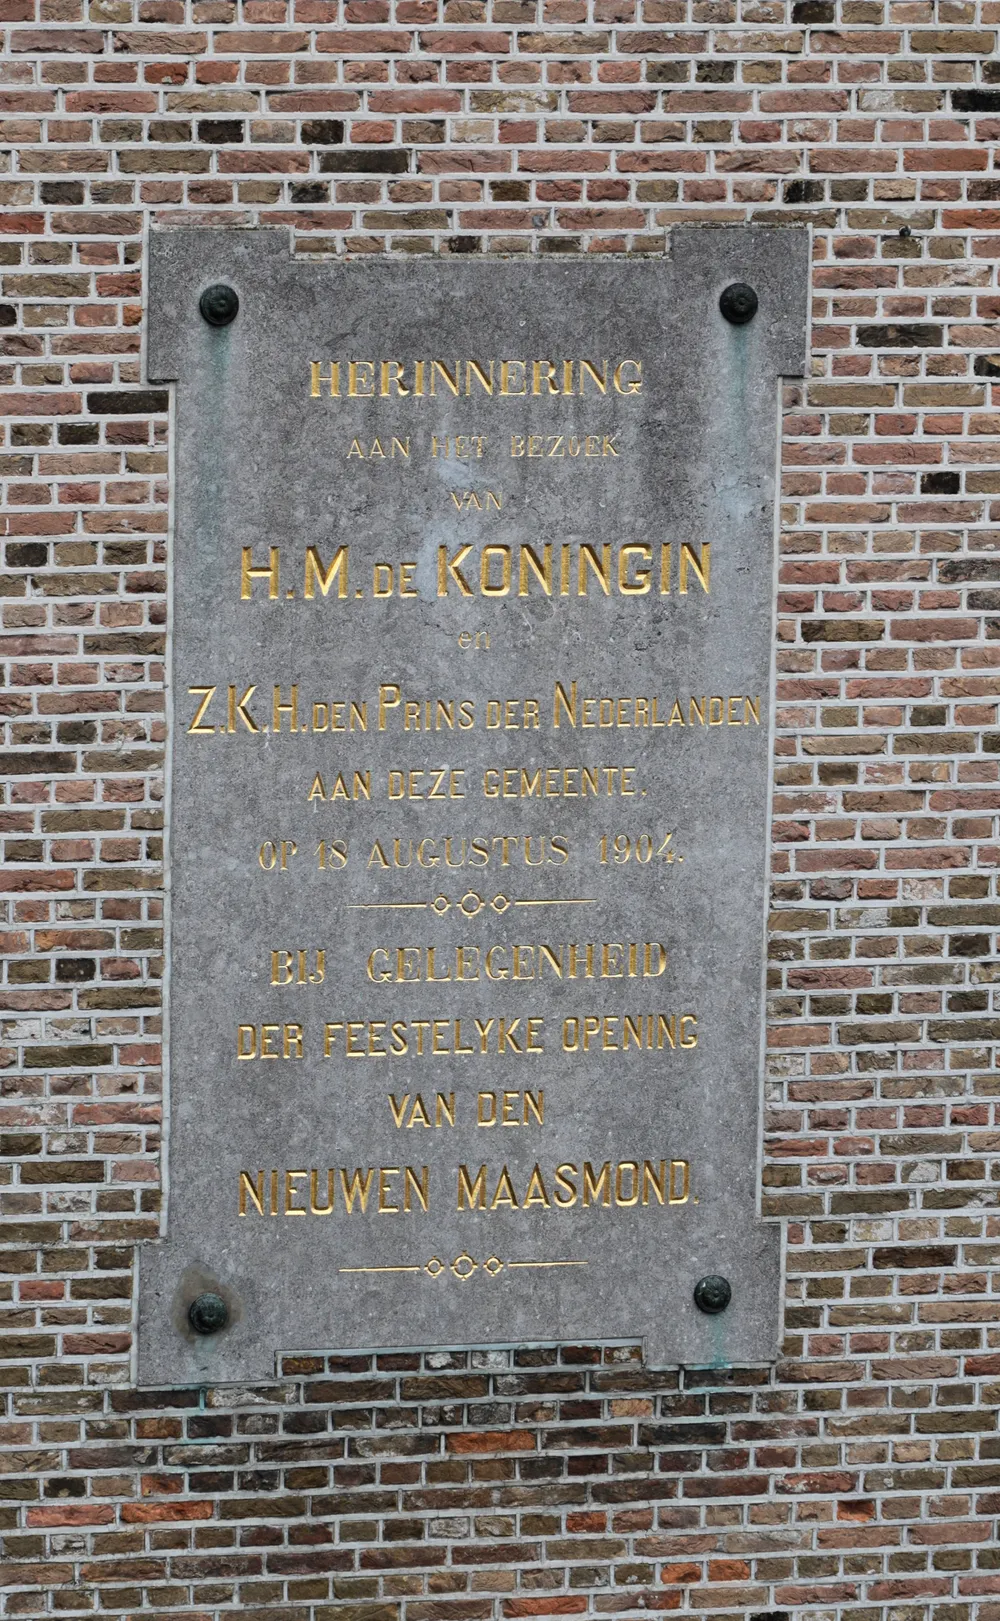 HERINNERING
AAN HET BEZOEK
VAN
H.M. DE KONINGIN
en
Z.K.H. DEN PRINS DER NEDERLANDEN
AAN DEZE GEMEENTE,
OP 18 AUGUSTUS 1904.
BIJ GELEGENHEID
DER FEESTELYKE OPENING
VAN DEN
NIEUWEN MAASMOND.